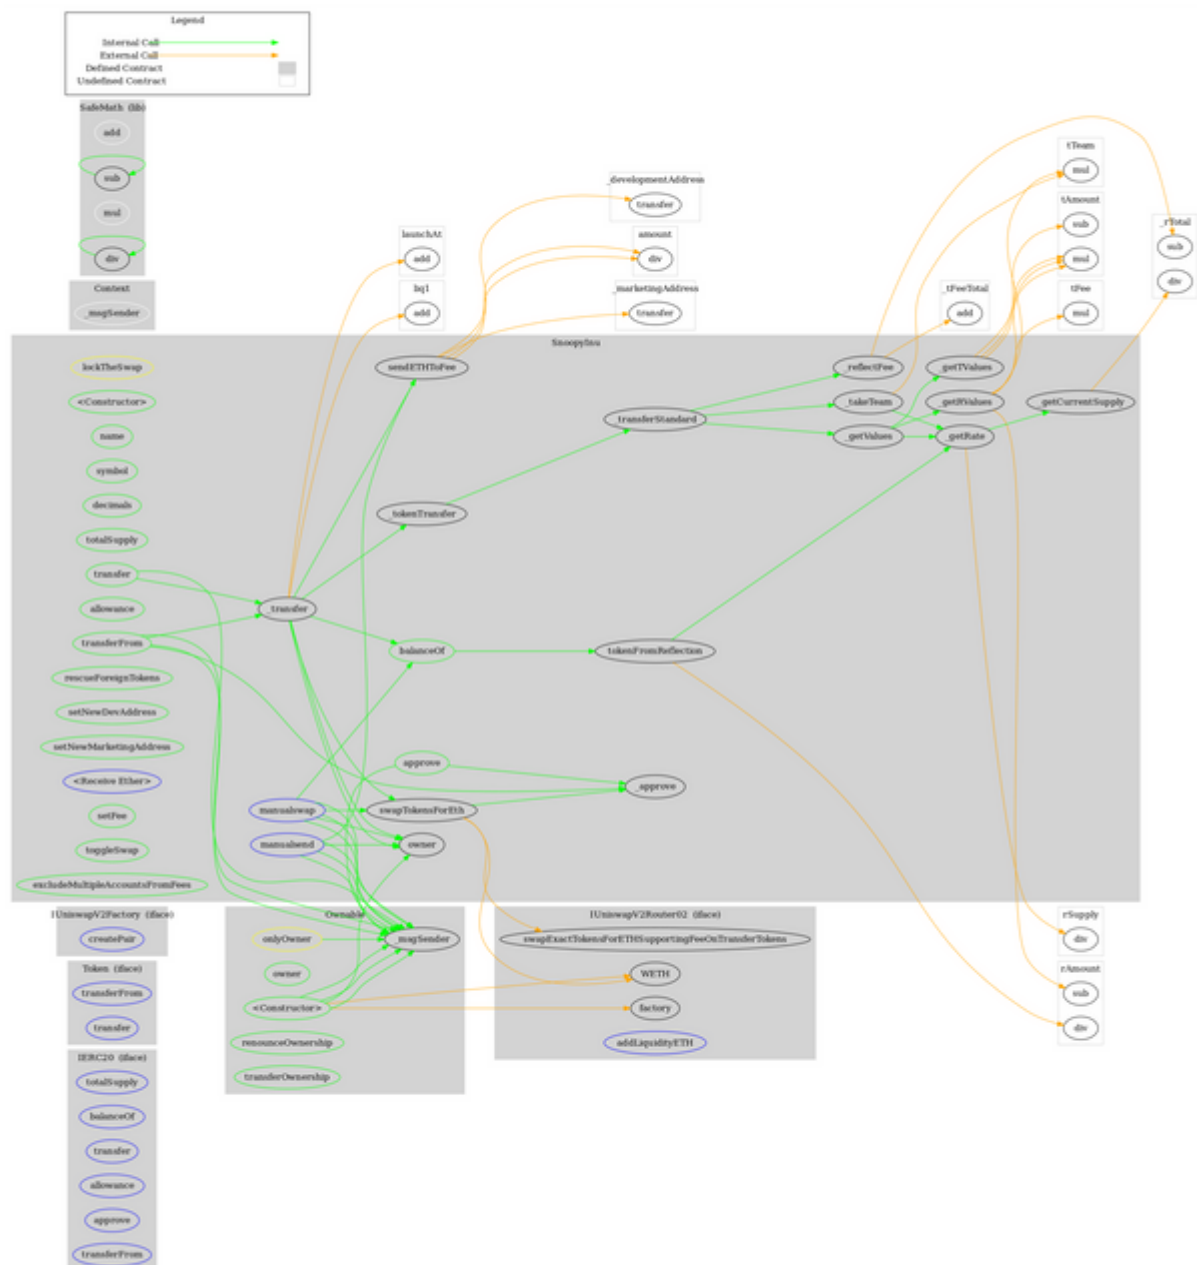 Legend
Internal Call
External Call
Defined Contract
Undefined Contract
SafeMath (lib)
add
sub
mul
div
Context
_msgSender
launchAt
add
bq1
add
_developmentAddress
transfer
amount
div
_marketingAddress
transfer
_tFeeTotal
add
tTeam
mul
tAmount
sub
mul
tFee
mul
_rTotal
sub
div
SnoopyInu
lockTheSwap
<Constructor>
name
symbol
decimals
totalSupply
transfer
allowance
transferFrom
rescueForeignTokens
setNewDevAddress
setNewMarketingAddress
<Receive Ether>
setFee
toggleSwap
excludeMultipleAccountsFromFees
_transfer
manualswap
manualsend
sendETHToFee
_tokenTransfer
balanceOf
approve
swapTokensForEth
owner
_transferStandard
tokenFromReflection
_approve
_reflectFee
_takeTeam
_getValues
_getTValues
_getRValues
_getRate
_getCurrentSupply
IUniswapV2Factory (iface)
createPair
Token (iface)
transferFrom
transfer
IERC20 (iface)
totalSupply
balanceOf
transfer
allowance
approve
transferFrom
Ownable
onlyOwner
owner
<Constructor>
renounceOwnership
transferOwnership
_msgSender
IUniswapV2Router02 (iface)
swapExactTokensForETHSupportingFeeOnTransferTokens
WETH
factory
addLiquidityETH
rSupply
div
rAmount
sub
div